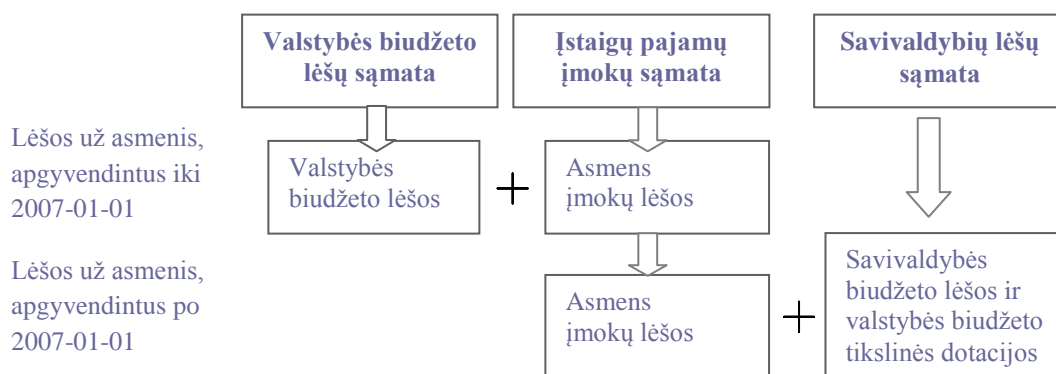 Valstybės biudžeto
lėšų sąmata
Įstaigų pajamų
įmokų sąmata
Savivaldybių lėšų
sąmata
Lėšos už asmenis,
apgyvendintus iki
2007-01-01
Valstybės
biudžeto lėšos
+
Asmens
įmokų lėšos
Lėšos už asmenis,
apgyvendintus po
2007-01-01
Asmens
įmokų lėšos
+
Savivaldybės
biudžeto lėšos ir
valstybės biudžeto
tikslinės dotacijos